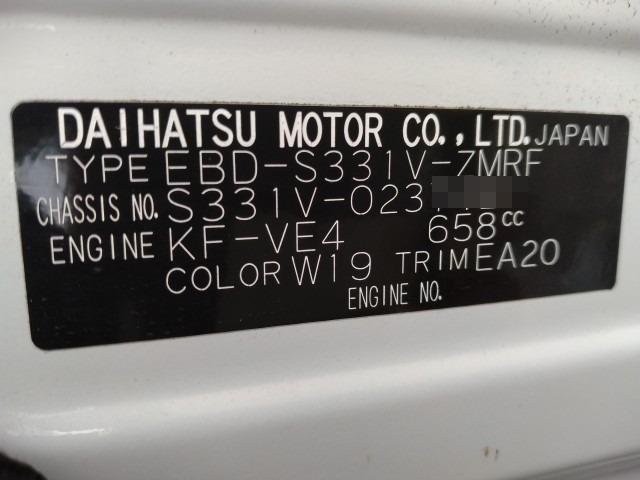 DAIHATSU MOTOR CO., LTD. JAPAN
TYPE EBD-S331V-ZMRF
CHASSIS NO. S331V-023
ENGINE KF-VE4 658cc
COLOR W19 TRIM EA20
ENGINE NO.